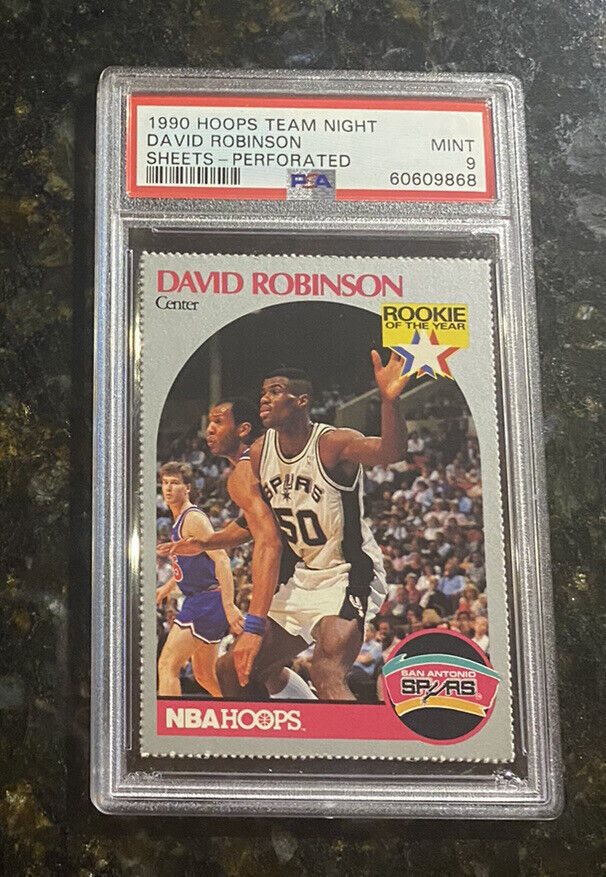 1990 HOOPS TEAM NIGHT
DAVID ROBINSON MINT
SHEETS - PERFORATED 9
PSA 60609868
DAVID ROBINSON
Center
ROOKIE
OF THE YEAR
SPURS
50
SAN ANTONIO
SPURS
NBA HOOPS